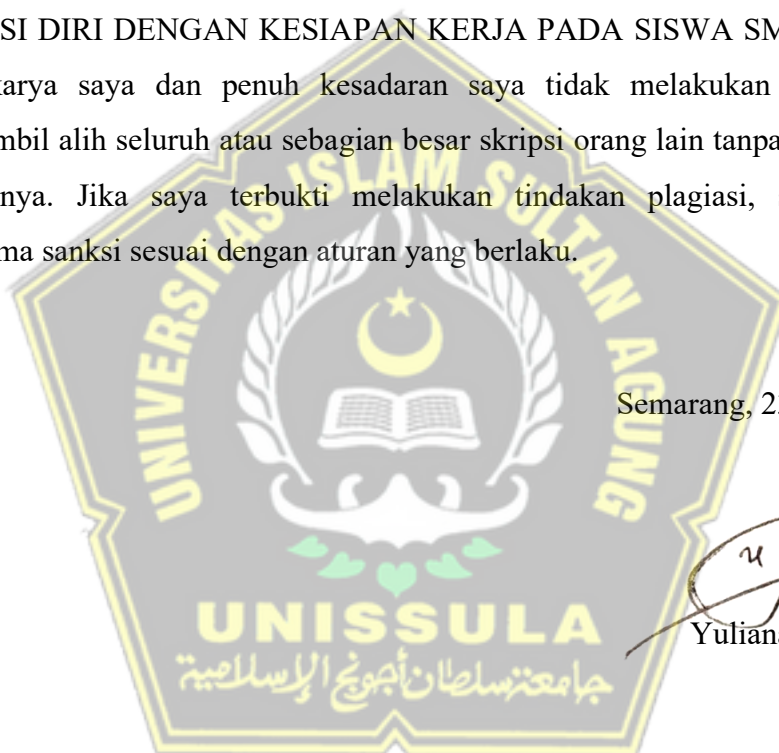 SI DIRI DENGAN KESIAPAN KERJA PADA SISWA SM
karya saya dan penuh kesadaran saya tidak melakukan
mbil alih seluruh atau sebagian besar skripsi orang lain tanpa
nya. Jika saya terbukti melakukan tindakan plagiasi,
ma sanksi sesuai dengan aturan yang berlaku.
UNIVERSITAS ISLAM SULTAN AGUNG
Semarang, 2
Yulian
UNISSULA
جامعة سلطان أجونج الإسلامية